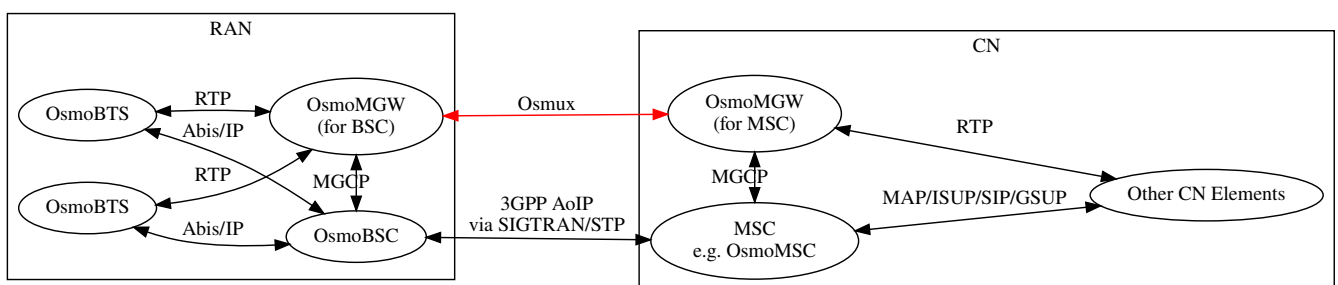 RAN
CN
OsmoBTS
RTP
OsmoMGW
(for BSC)
Osmux
OsmoMGW
(for MSC)
RTP
Abis/IP
RTP
MGCP
MGCP
OsmoBTS
Abis/IP
OsmoBSC
3GPP AoIP
via SIGTRAN/STP
MSC
e.g. OsmoMSC
MAP/ISUP/SIP/GSUP
Other CN Elements